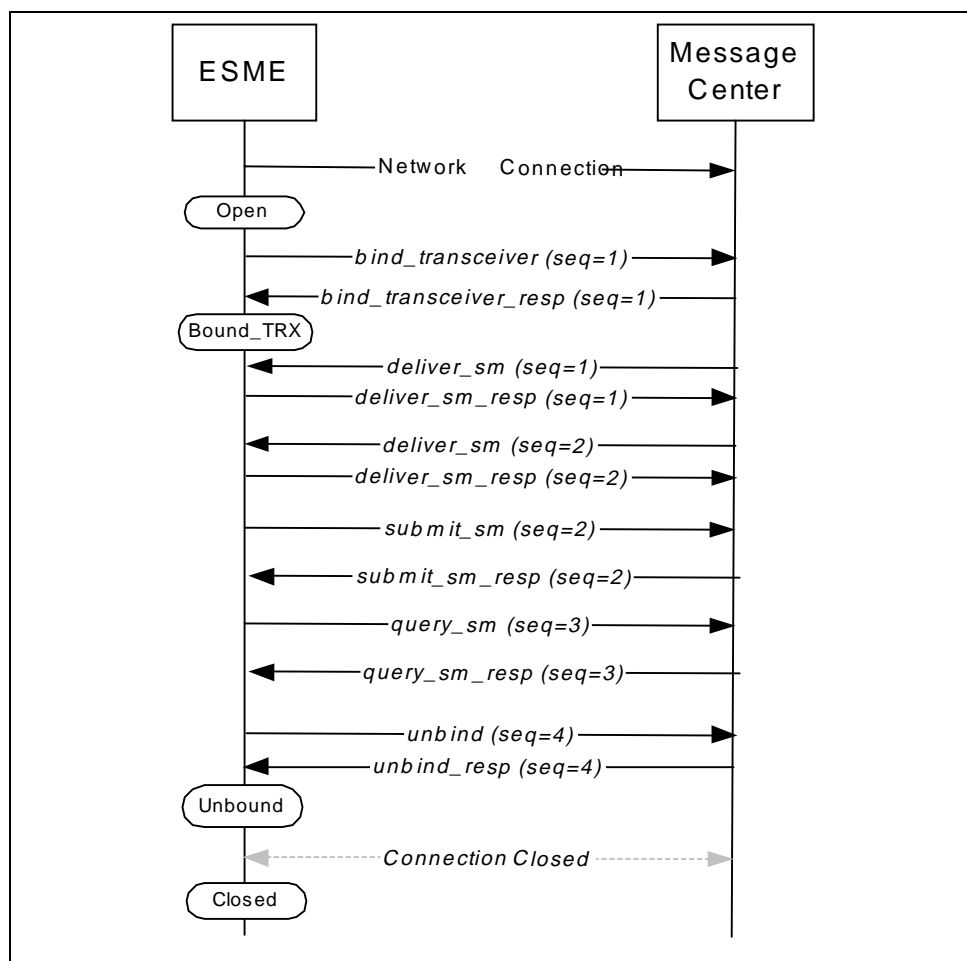 ESME
Message
Center
Network Connection
Open
bind_transceiver (seq=1)
bind_transceiver_resp (seq=1)
Bound_TRX
deliver_sm (seq=1)
deliver_sm_resp (seq=1)
deliver_sm (seq=2)
deliver_sm_resp (seq=2)
submit_sm (seq=2)
submit_sm_resp (seq=2)
query_sm (seq=3)
query_sm_resp (seq=3)
unbind (seq=4)
unbind_resp (seq=4)
Unbound
Connection Closed
Closed